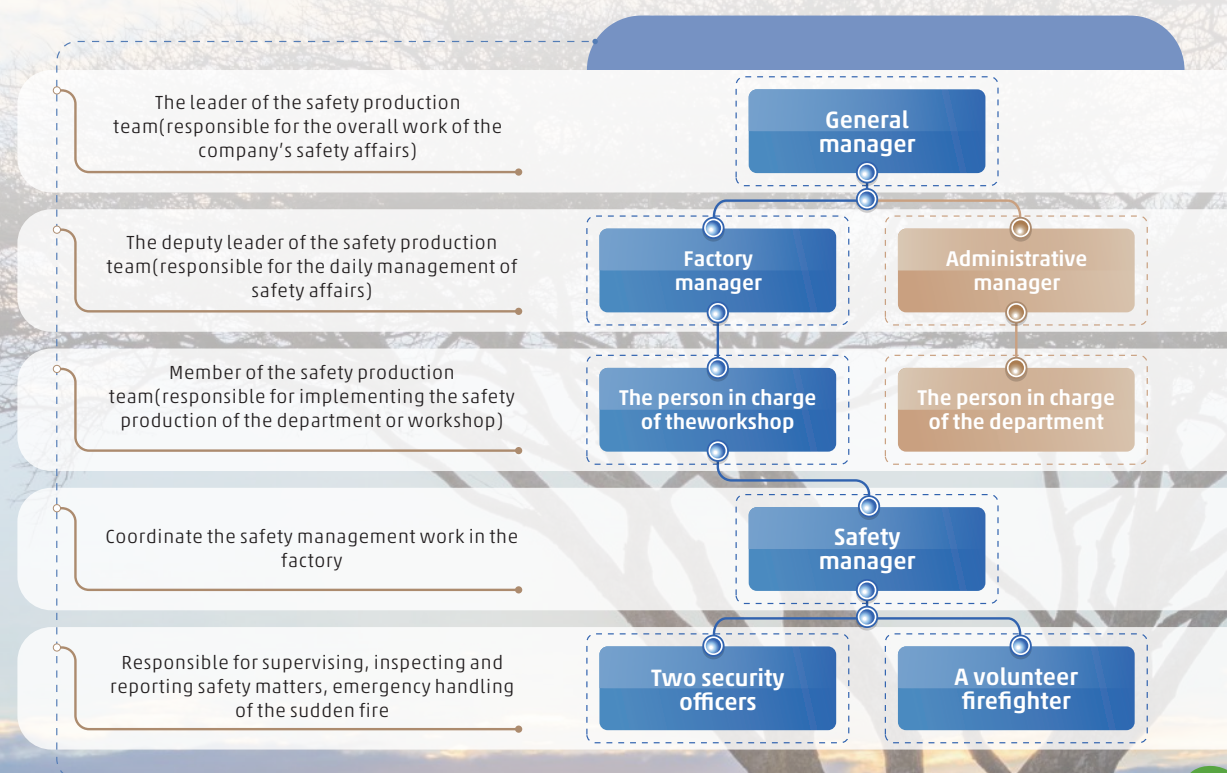 The leader of the safety production
team(responsible for the overall work of the
company's safety affairs)
General
manager
The deputy leader of the safety production
team(responsible for the daily management of
safety affairs)
Factory
manager
Administrative
manager
Member of the safety production
team(responsible for implementing the safety
production of the department or workshop)
The person in charge
of theworkshop
The person in charge
of the department
Coordinate the safety management work in the
factory
Safety
manager
Responsible for supervising, inspecting and
reporting safety matters, emergency handling
of the sudden fire
Two security
officers
A volunteer
firefighter